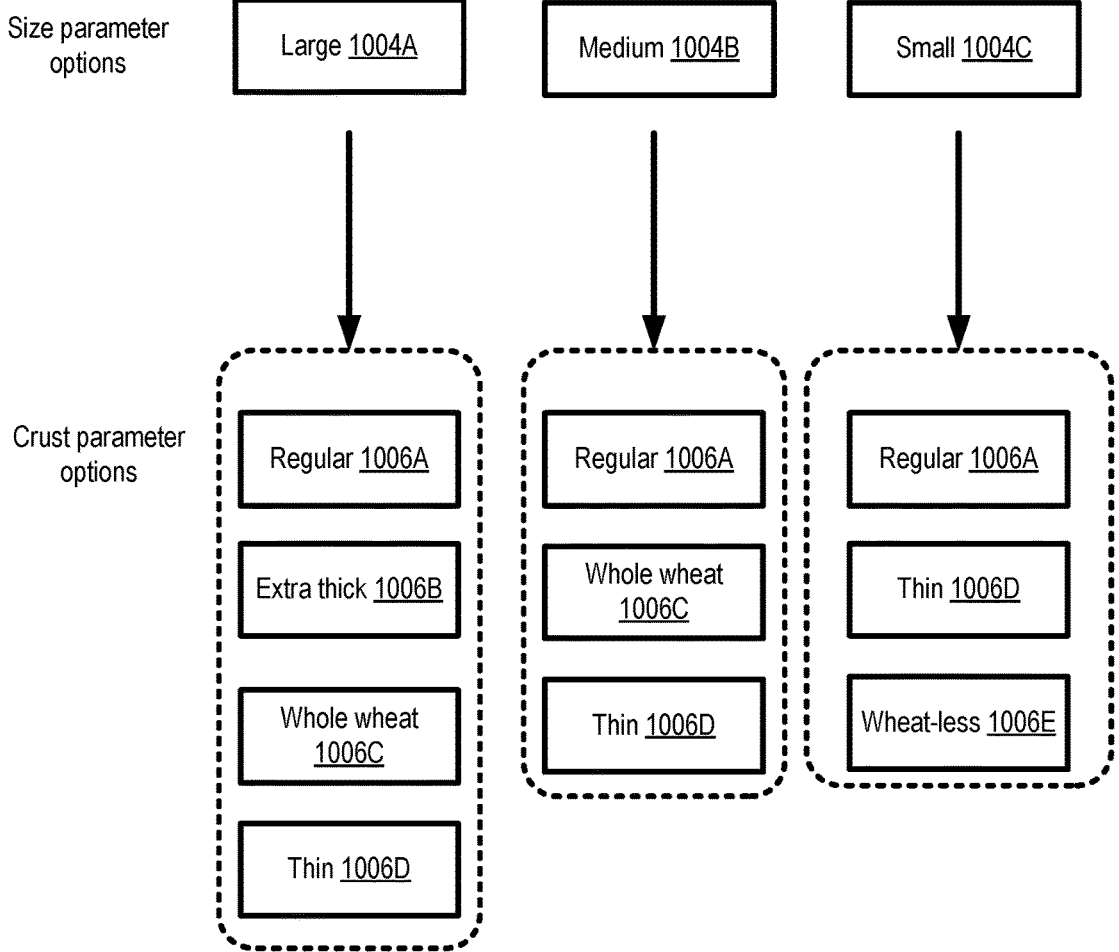 Size parameter
options
Large 1004A
Medium 1004B
Small 1004C
Crust parameter
options
Regular 1006A
Extra thick 1006B
Whole wheat
1006C
Thin 1006D
Regular 1006A
Whole wheat
1006C
Thin 1006D
Regular 1006A
Thin 1006D
Wheat-less 1006E